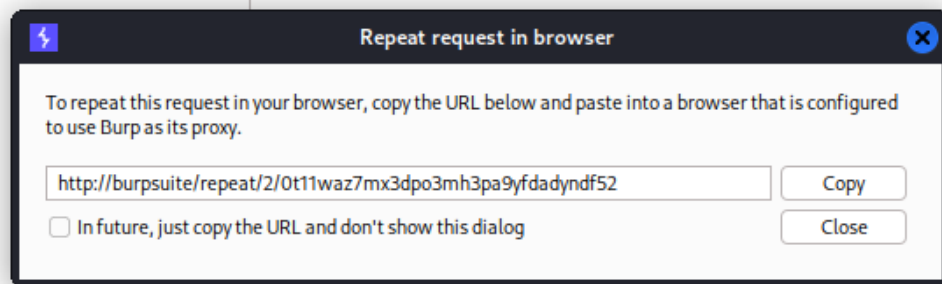 Repeat request in browser
To repeat this request in your browser, copy the URL below and paste into a browser that is configured
to use Burp as its proxy.
http://burpsuite/repeat/2/0t11waz7mx3dpo3mh3pa9yfdadyndf52
Copy
In future, just copy the URL and don't show this dialog
Close